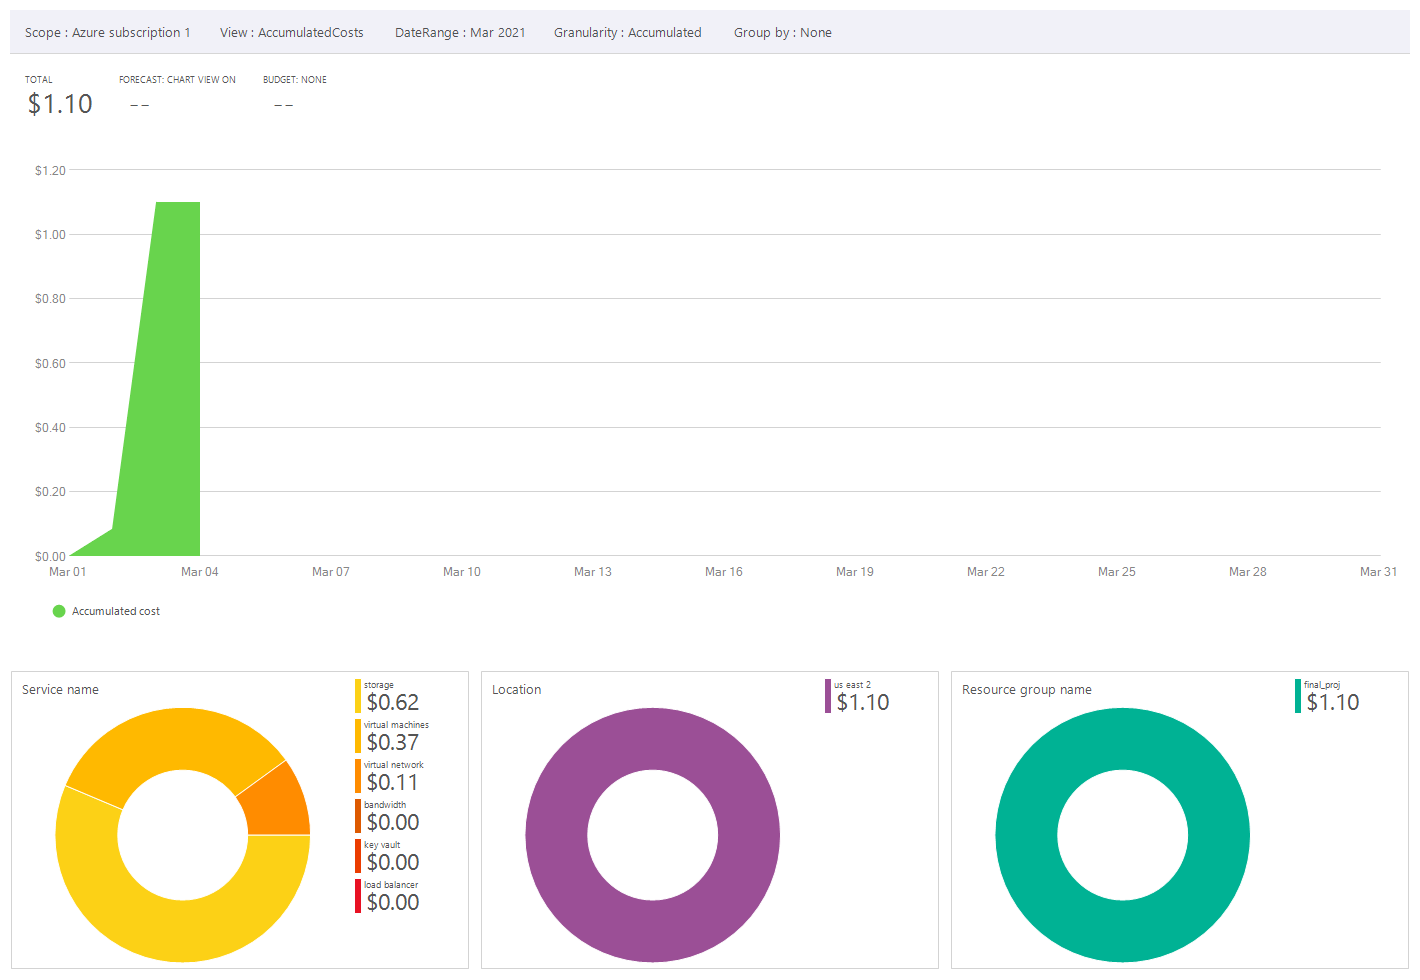 Scope : Azure subscription 1 View : AccumulatedCosts DateRange : Mar 2021 Granularity : Accumulated Group by : None
TOTAL FORECAST: CHART VIEW ON BUDGET: NONE
$1.10 -- --
$1.20
$1.00
$0.80
$0.60
$0.40
$0.20
$0.00
Mar 01 Mar 04 Mar 07 Mar 10 Mar 13 Mar 16 Mar 19 Mar 22 Mar 25 Mar 28 Mar 31
Accumulated cost
Service name
storage
$0.62
virtual machines
$0.37
virtual network
$0.11
bandwidth
$0.00
key vault
$0.00
load balancer
$0.00
Location
us east 2
$1.10
Resource group name
final_proj
$1.10